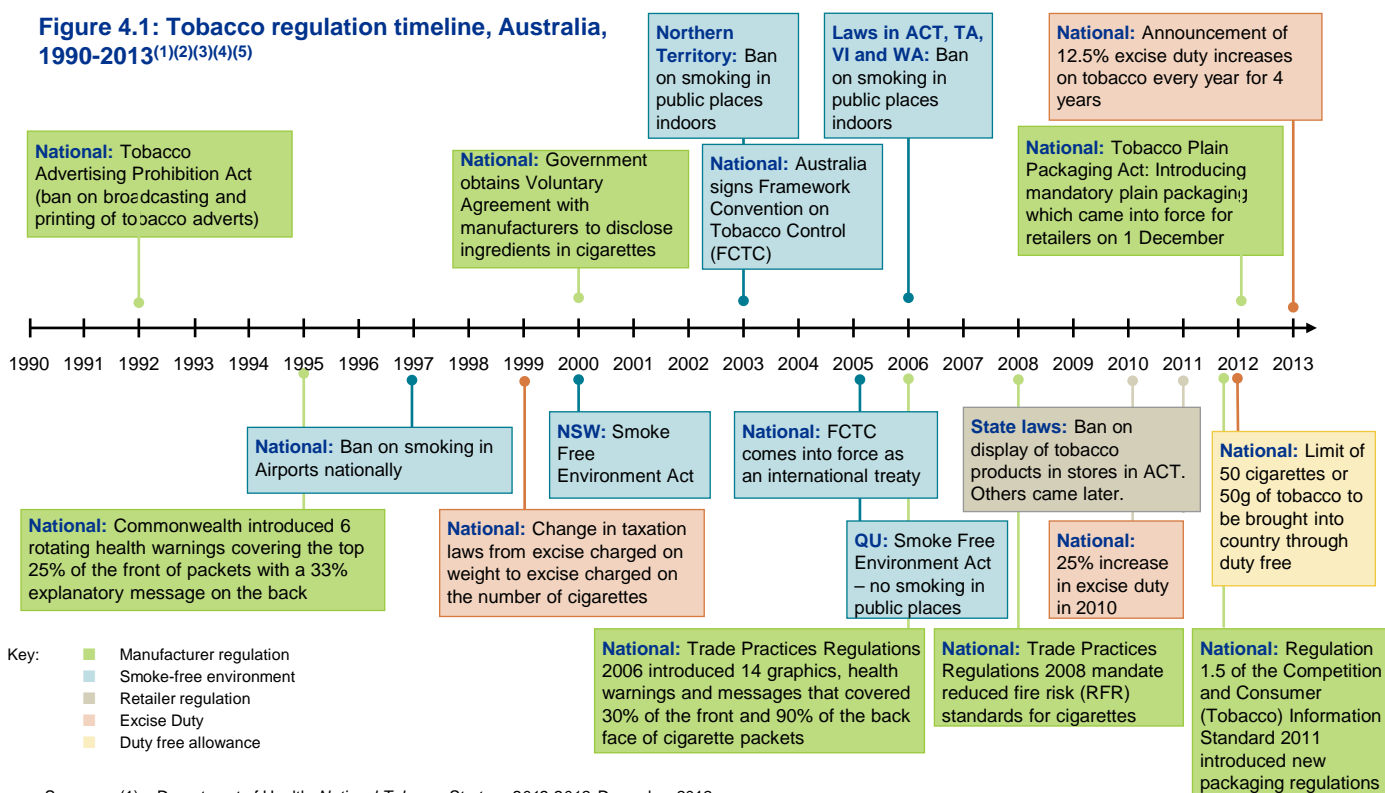 Figure 4.1: Tobacco regulation timeline, Australia,
1990-2013(1)(2)(3)(4)(5)
National: Tobacco
Advertising Prohibition Act
(ban on broadcasting and
printing of tobacco adverts)
National: Government
obtains Voluntary
Agreement with
manufacturers to disclose
ingredients in cigarettes
Northern
Territory: Ban
on smoking in
public places
indoors
National: Australia
signs Framework
Convention on
Tobacco Control
(FCTC)
Laws in ACT, TA,
VI and WA: Ban
on smoking in
public places
indoors
National: Announcement of
12.5% excise duty increases
on tobacco every year for 4
years
National: Tobacco Plain
Packaging Act: Introducing
mandatory plain packaging
which came into force for
retailers on 1 December
1990 1991 1992 1993 1994 1995 1996 1997 1998 1999 2000 2001 2002 2003 2004 2005 2006 2007 2008 2009 2010 2011 2012 2013
National: Ban on smoking in
Airports nationally
National: Commonwealth introduced 6
rotating health warnings covering the top
25% of the front of packets with a 33%
explanatory message on the back
NSW: Smoke
Free
Environment Act
National: Change in taxation
laws from excise charged on
weight to excise charged on
the number of cigarettes
National: FCTC
comes into force as
an international treaty
QU: Smoke Free
Environment Act
– no smoking in
public places
State laws: Ban on
display of tobacco
products in stores in ACT.
Others came later.
National:
25% increase
in excise duty
in 2010
National: Limit of
50 cigarettes or
50g of tobacco to
be brought into
country through
duty free
National: Trade Practices Regulations
2006 introduced 14 graphics, health
warnings and messages that covered
30% of the front and 90% of the back
face of cigarette packets
National: Trade Practices
Regulations 2008 mandate
reduced fire risk (RFR)
standards for cigarettes
National: Regulation
1.5 of the Competition
and Consumer
(Tobacco) Information
Standard 2011
introduced new
packaging regulations
Key:
Manufacturer regulation
Smoke-free environment
Retailer regulation
Excise Duty
Duty free allowance